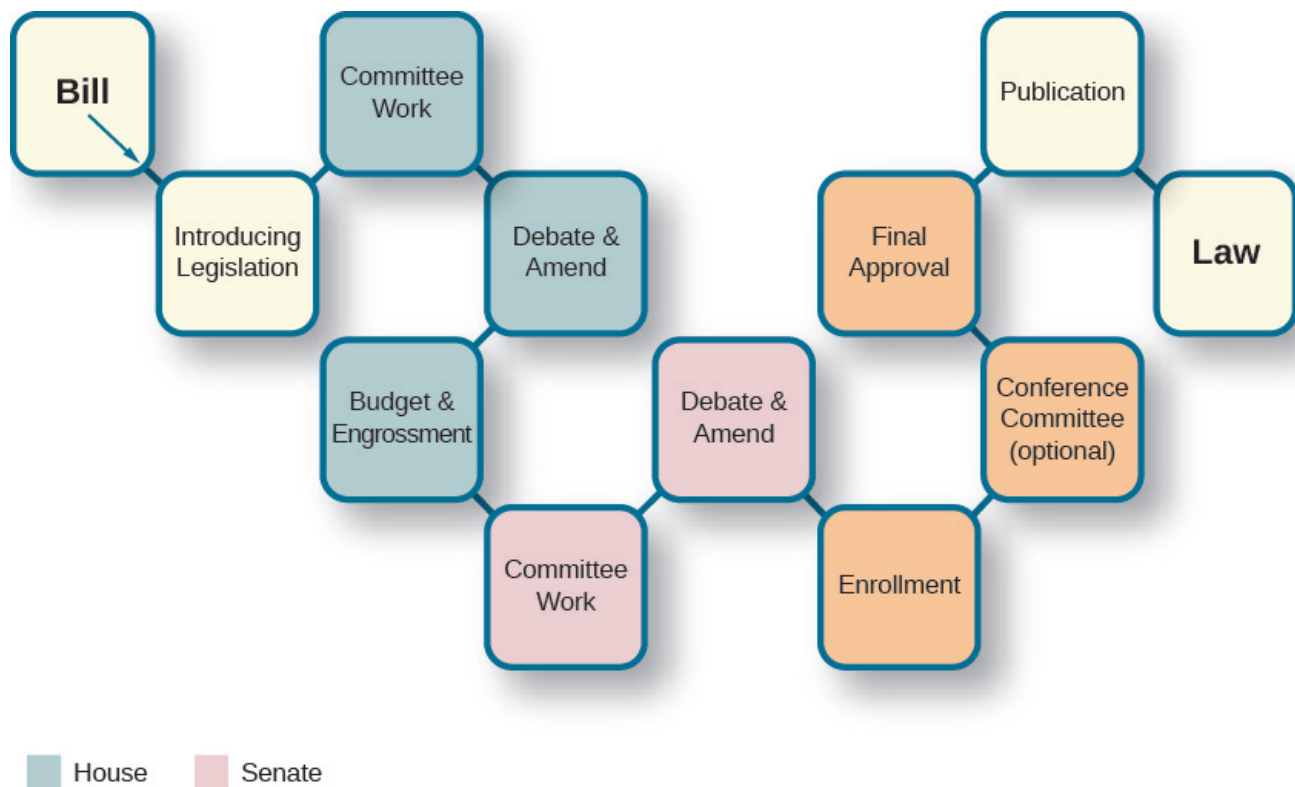 Bill
Introducing
Legislation
Committee
Work
Debate &
Amend
Budget &
Engrossment
Committee
Work
Debate &
Amend
Enrollment
Conference
Committee
(optional)
Final
Approval
Publication
Law
House
Senate